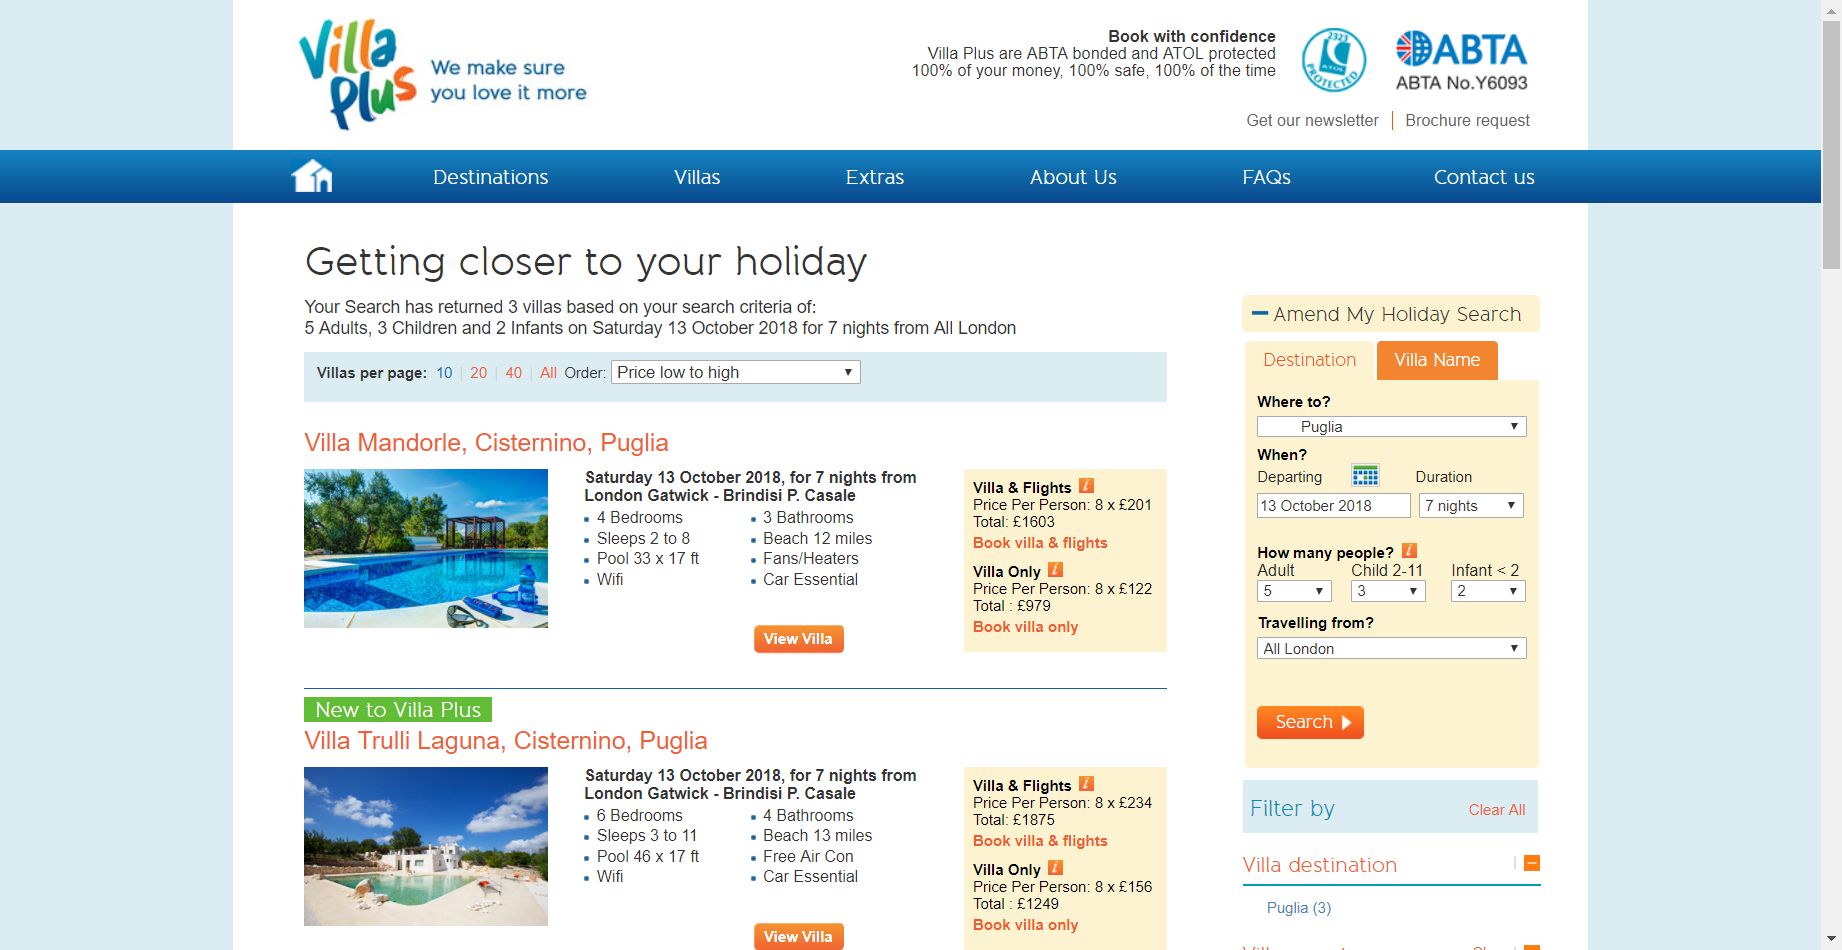 Villa Plus
We make sure
you love it more
Book with confidence
Villa Plus are ABTA bonded and ATOL protected
100% of your money, 100% safe, 100% of the time
2323
ATOL
PROTECTED
ABTA
ABTA No.Y6093
Get our newsletter
Brochure request
Destinations
Villas
Extras
About Us
FAQs
Contact us
Getting closer to your holiday
Your Search has returned 3 villas based on your search criteria of:
5 Adults, 3 Children and 2 Infants on Saturday 13 October 2018 for 7 nights from All London
Villas per page: 10 | 20 | 40 | All Order: Price low to high
Villa Mandorle, Cisternino, Puglia
Saturday 13 October 2018, for 7 nights from
London Gatwick - Brindisi P. Casale
4 Bedrooms
3 Bathrooms
Sleeps 2 to 8
Beach 12 miles
Pool 33 x 17 ft
Fans/Heaters
Wifi
Car Essential
View Villa
Villa & Flights i
Price Per Person: 8 x £201
Total: £1603
Book villa & flights
Villa Only i
Price Per Person: 8 x £122
Total : £979
Book villa only
New to Villa Plus
Villa Trulli Laguna, Cisternino, Puglia
Saturday 13 October 2018, for 7 nights from
London Gatwick - Brindisi P. Casale
6 Bedrooms
4 Bathrooms
Sleeps 3 to 11
Beach 13 miles
Pool 46 x 17 ft
Free Air Con
Wifi
Car Essential
View Villa
Villa & Flights i
Price Per Person: 8 x £234
Total: £1875
Book villa & flights
Villa Only i
Price Per Person: 8 x £156
Total : £1249
Book villa only
Amend My Holiday Search
Destination
Villa Name
Where to?
Puglia
When?
Departing
Duration
13 October 2018
7 nights
How many people? i
Adult
Child 2-11
Infant < 2
5
3
2
Travelling from?
All London
Search
Filter by
Clear All
Villa destination
Puglia (3)